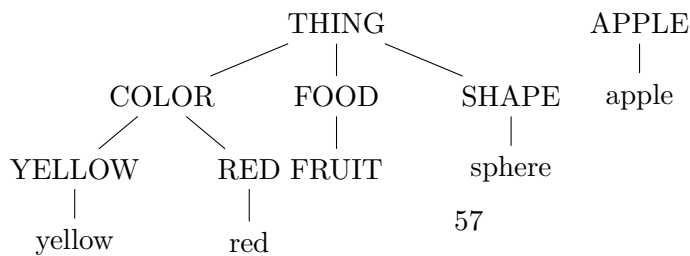 THING APPLE
COLOR FOOD SHAPE apple
YELLOW RED FRUIT sphere
57
yellow red